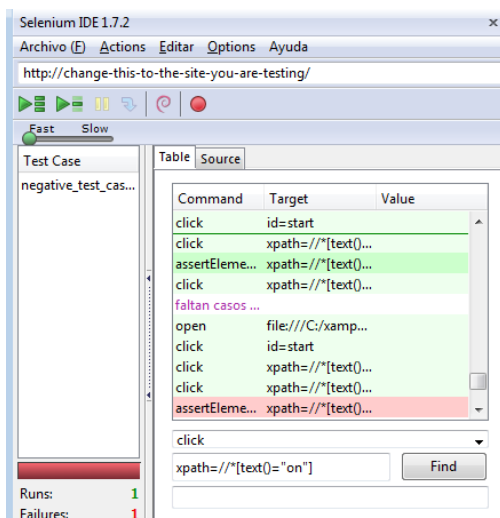 Selenium IDE 1.7.2
Archivo (F) Actions Editar Options Ayuda
http://change-this-to-the-site-you-are-testing/
Fast Slow
Test Case
negative_test_cas...
Table Source
Command Target Value
click id=start
click xpath=//*[text()...
assertEleme... xpath=//*[text()...
click xpath=//*[text()...
faltan casos ...
open file:///C:/xamp...
click id=start
click xpath=//*[text()...
click xpath=//*[text()...
assertEleme... xpath=//*[text()...
click
xpath=//*[text()="on"] Find
Runs: 1
Failures: 1